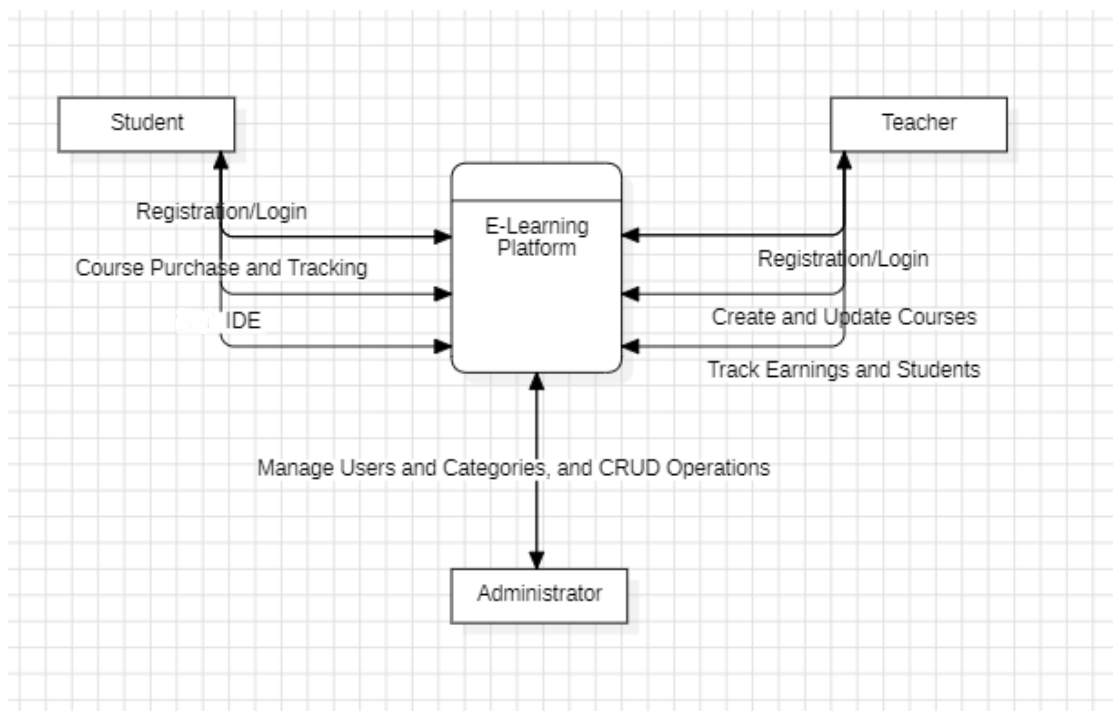 Student
Teacher
Registration/Login
E-Learning
Platform
Registration/Login
Course Purchase and Tracking
Create and Update Courses
IDE
Track Earnings and Students
Manage Users and Categories, and CRUD Operations
Administrator